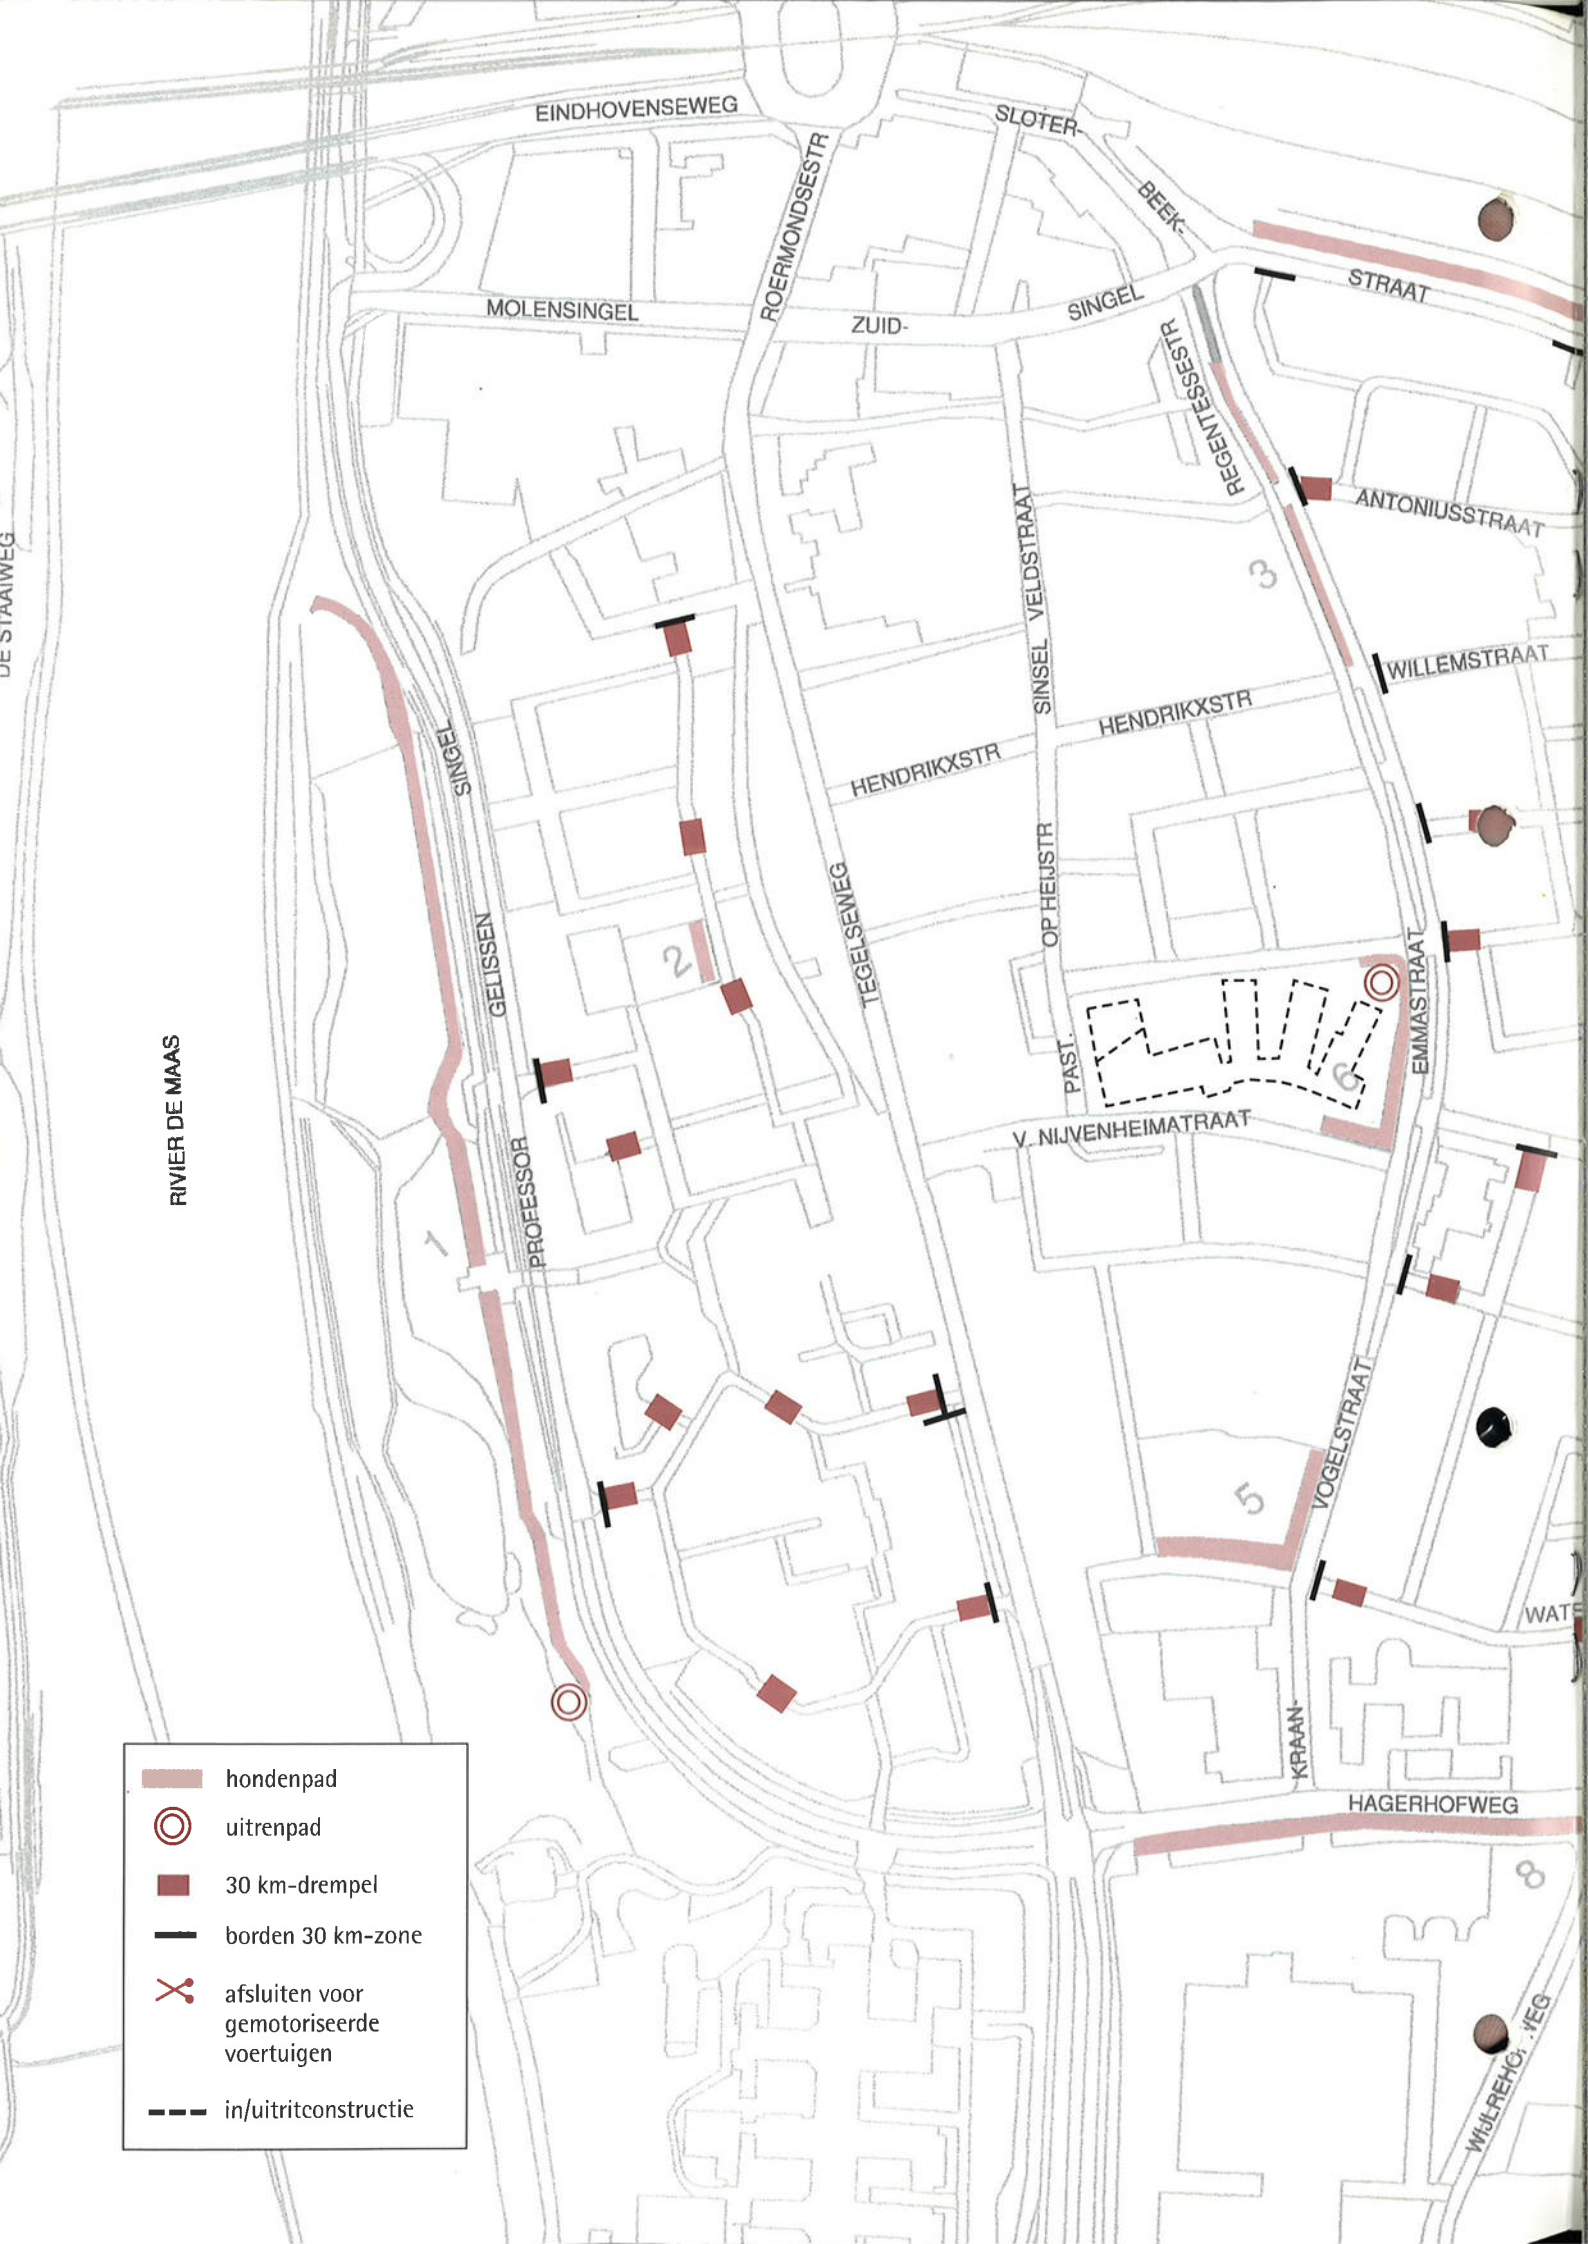 EINDHOVENSEWEG
SLOTER-
BEEK-
STRAAT
ROERMONDSESTR
MOLENSINGEL
ZUID-
SINGEL
REGENTESSESTR
ANTONIUSSTRAAT
DE STAAIWEG
3
SINSEL VELDSTRAAT
WILLEMSTRAAT
HENDRIKXSTR
HENDRIKXSTR
SINGEL
GELISSEN
PROFESSOR
TEGELSEWEG
OP HEIJSTR
PAST.
2
EMMASTRAAT
6
V. NIJVENHEIMATRAAT
RIVIER DE MAAS
1
VOGELSTRAAT
5
KRAAN-
HAGERHOFWEG
8
hondenpad
uitrenpad
30 km-drempel
borden 30 km-zone
afsluiten voor
gemotoriseerde
voertuigen
in/uitritconstructie